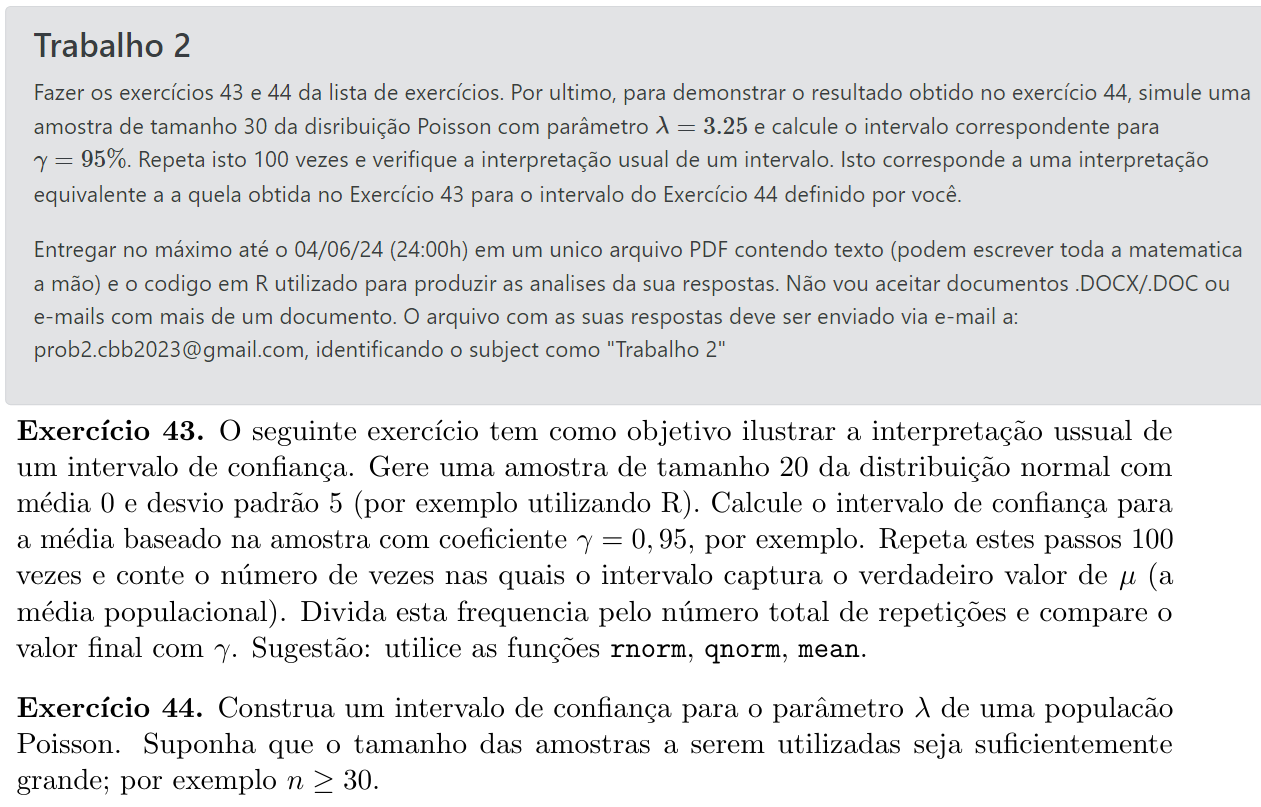 Trabalho 2
Fazer os exercícios 43 e 44 da lista de exercícios. Por ultimo, para demonstrar o resultado obtido no exercício 44, simule uma
amostra de tamanho 30 da disribuição Poisson com parâmetro λ = 3.25 e calcule o intervalo correspondente para
γ = 95%. Repeta isto 100 vezes e verifique a interpretação usual de um intervalo. Isto corresponde a uma interpretação
equivalente a a quela obtida no Exercício 43 para o intervalo do Exercício 44 definido por você.
Entregar no máximo até o 04/06/24 (24:00h) em um unico arquivo PDF contendo texto (podem escrever toda a matematica
a mão) e o codigo em R utilizado para produzir as analises da sua respostas. Não vou aceitar documentos .DOCX/.DOC ou
e-mails com mais de um documento. O arquivo com as suas respostas deve ser enviado via e-mail a:
prob2.cbb2023@gmail.com, identificando o subject como "Trabalho 2"
Exercício 43. O seguinte exercício tem como objetivo ilustrar a interpretação ussual de
um intervalo de confiança. Gere uma amostra de tamanho 20 da distribuição normal com
média 0 e desvio padrão 5 (por exemplo utilizando R). Calcule o intervalo de confiança para
a média baseado na amostra com coeficiente γ = 0, 95, por exemplo. Repeta estes passos 100
vezes e conte o número de vezes nas quais o intervalo captura o verdadeiro valor de μ (a
média populacional). Divida esta frequencia pelo número total de repetições e compare o
valor final com γ. Sugestão: utilice as funções rnorm, qnorm, mean.
Exercício 44. Construa um intervalo de confiança para o parâmetro λ de uma populacão
Poisson. Suponha que o tamanho das amostras a serem utilizadas seja suficientemente
grande; por exemplo n ≥ 30.